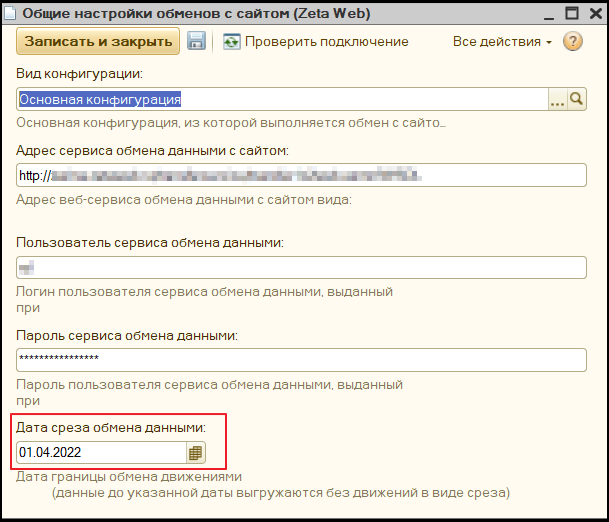 Общие настройки обменов с сайтом (Zeta Web)
Записать и закрыть Проверить подключение Все действия ?
Вид конфигурации:
Основная конфигурация ...
Основная конфигурация, из которой выполняется обмен с сайто...
Адрес сервиса обмена данными с сайтом:
http://
Адрес веб-сервиса обмена данными с сайтом вида:
Пользователь сервиса обмена данными:
Логин пользователя сервиса обмена данными, выданный
при
Пароль сервиса обмена данными:
****************
Пароль пользователя сервиса обмена данными, выданный
при
Дата среза обмена данными:
01.04.2022
Дата границы обмена движениями
(данные до указанной даты выгружаются без движений в виде среза)